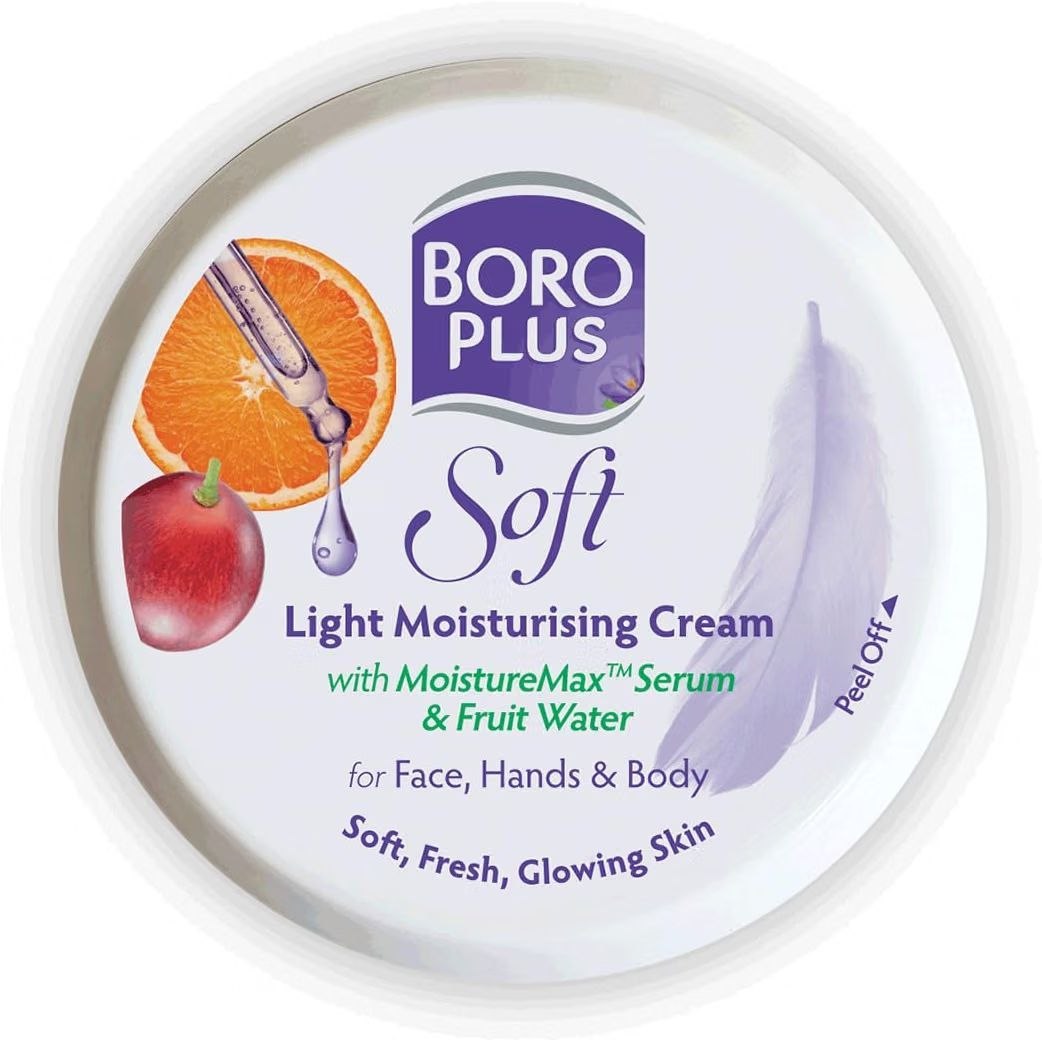 BORO
PLUS
Soft
Light Moisturising Cream
with MoistureMax™ Serum
& Fruit Water
for Face, Hands & Body
Soft, Fresh, Glowing Skin
Peel Off